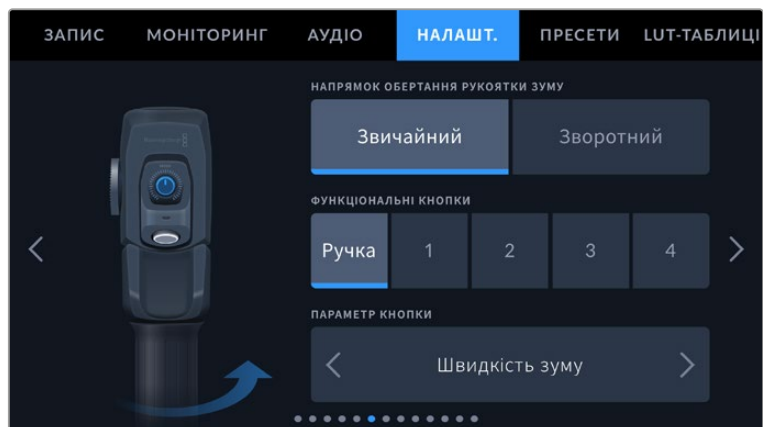 ЗАПИС МОНІТОРИНГ АУДІО НАЛАШТ. ПРЕСЕТИ LUT-ТАБЛИЦІ
НАПРЯМОК ОБЕРТАННЯ РУКОЯТКИ ЗУМУ
Звичайний Зворотний
ФУНКЦІОНАЛЬНІ КНОПКИ
Ручка 1 2 3 4
ПАРАМЕТР КНОПКИ
Швидкість зуму